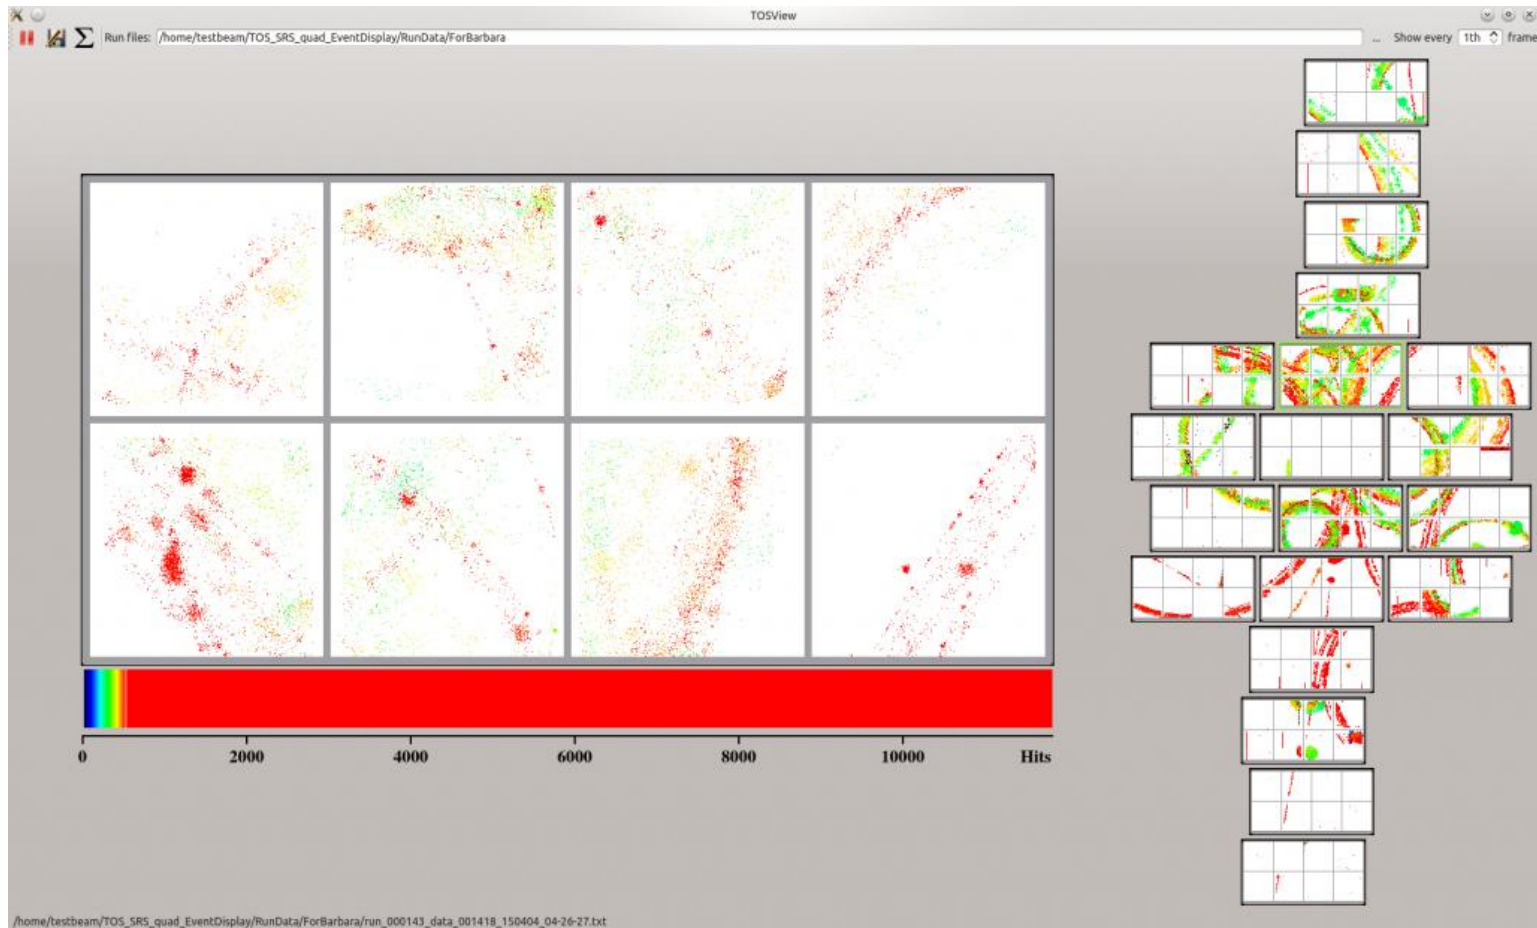 TOSView
Run files: /home/testbeam/TOS_SRS_quad_EventDisplay/RunData/ForBarbara ... Show every 1th frame
0 2000 4000 6000 8000 10000 Hits
/home/testbeam/TOS_SRS_quad_EventDisplay/RunData/ForBarbara/run_000143_data_001418_150404_04-26-27.txt